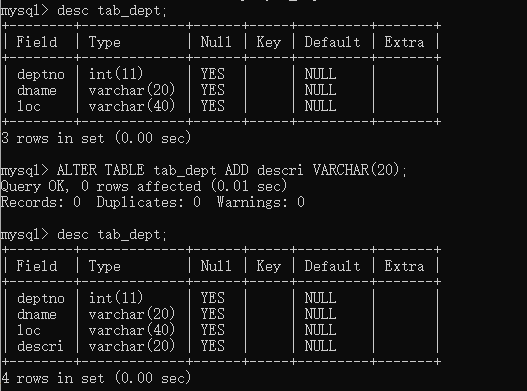 mysql> desc tab_dept;
+--------+-------------+------+-----+---------+-------+
| Field  | Type        | Null | Key | Default | Extra |
+--------+-------------+------+-----+---------+-------+
| deptno | int(11)     | YES  |     | NULL    |       |
| dname  | varchar(20) | YES  |     | NULL    |       |
| loc    | varchar(40) | YES  |     | NULL    |       |
+--------+-------------+------+-----+---------+-------+
3 rows in set (0.00 sec)
mysql> ALTER TABLE tab_dept ADD descri VARCHAR(20);
Query OK, 0 rows affected (0.01 sec)
Records: 0  Duplicates: 0  Warnings: 0
mysql> desc tab_dept;
+--------+-------------+------+-----+---------+-------+
| Field  | Type        | Null | Key | Default | Extra |
+--------+-------------+------+-----+---------+-------+
| deptno | int(11)     | YES  |     | NULL    |       |
| dname  | varchar(20) | YES  |     | NULL    |       |
| loc    | varchar(40) | YES  |     | NULL    |       |
| descri | varchar(20) | YES  |     | NULL    |       |
+--------+-------------+------+-----+---------+-------+
4 rows in set (0.00 sec)